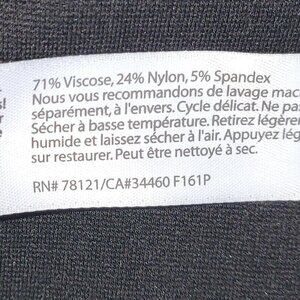 71% Viscose, 24% Nylon, 5% Spandex
Nous vous recommandons de lavage mac
séparément, à l'envers. Cycle délicat. Ne pa
Sécher à basse température. Retirez légèrem
humide et laissez sécher à l'air. Appuyez lég
sur restaurer. Peut être nettoyé à sec.
RN# 78121/CA#34460 F161P